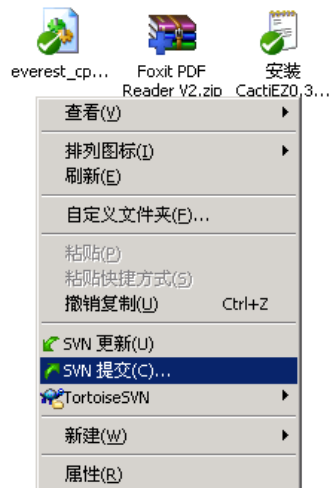 everest_cp...
Foxit PDF
Reader V2.zip
安装
CactiEZ0.3...
查看(V)
排列图标(I)
刷新(E)
自定义文件夹(F)...
粘贴(P)
粘贴快捷方式(S)
撤销复制(U) Ctrl+Z
SVN 更新(U)
SVN 提交(C)...
TortoiseSVN
新建(W)
属性(R)